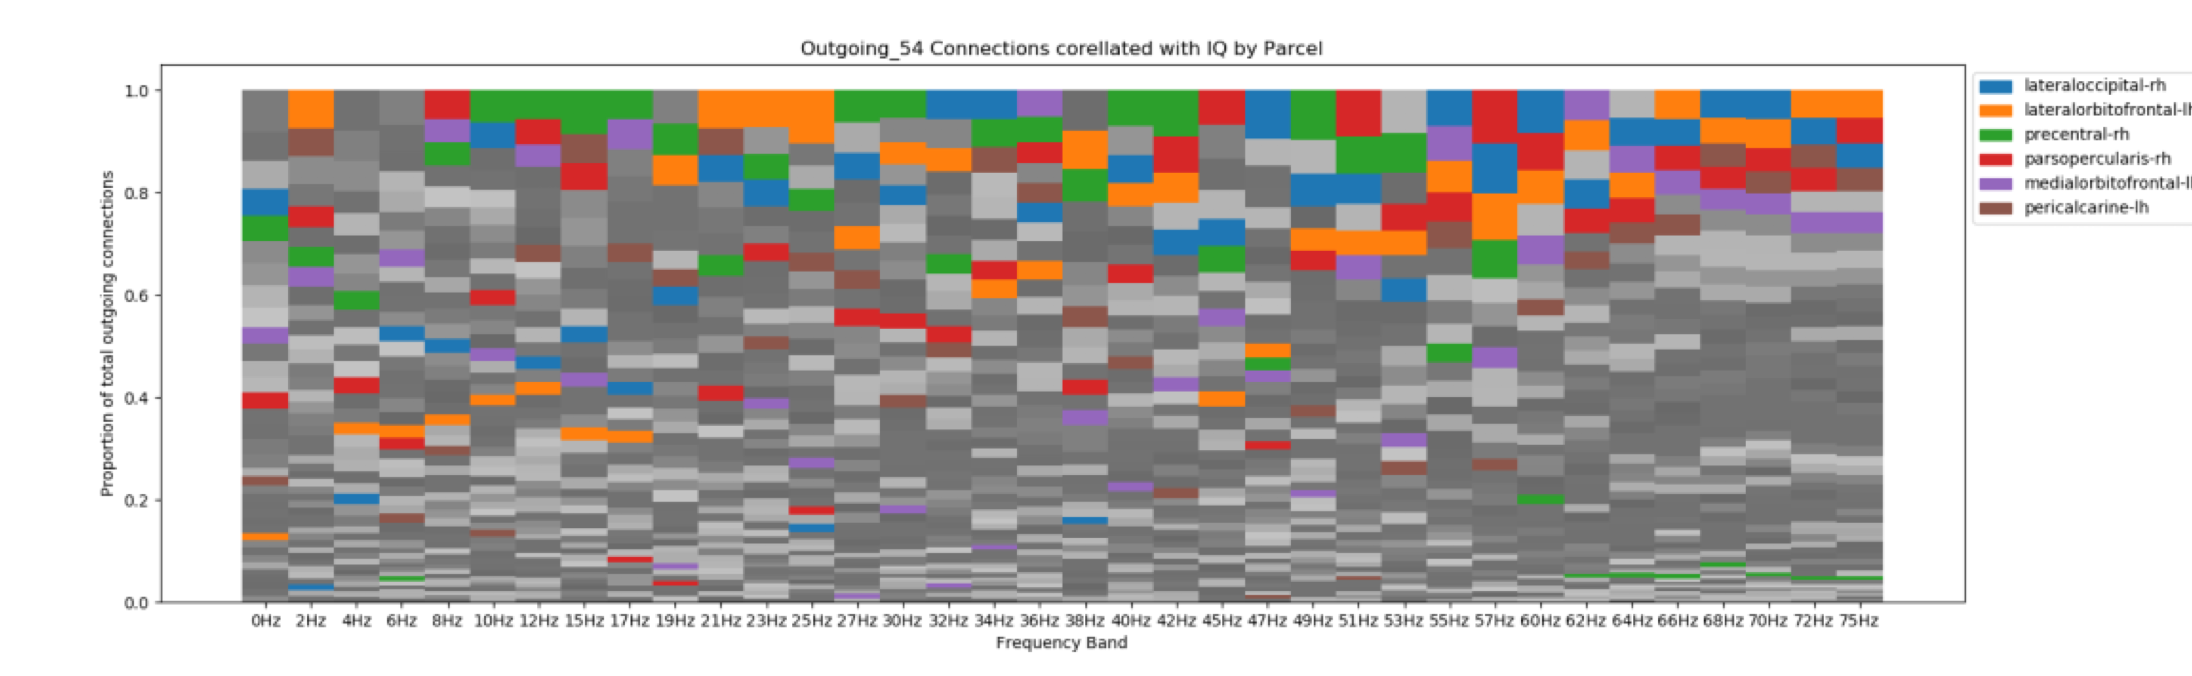 Outgoing_54 Connections corellated with IQ by Parcel
Proportion of total outgoing connections
1.0
0.8
0.6
0.4
0.2
0.0
0Hz 2Hz 4Hz 6Hz 8Hz 10Hz 12Hz 15Hz 17Hz 19Hz 21Hz 23Hz 25Hz 27Hz 30Hz 32Hz 34Hz 36Hz 38Hz 40Hz 42Hz 45Hz 47Hz 49Hz 51Hz 53Hz 55Hz 57Hz 60Hz 62Hz 64Hz 66Hz 68Hz 70Hz 72Hz 75Hz
Frequency Band
lateraloccipital-rh
lateralorbitofrontal-lh
precentral-rh
parsopercularis-rh
medialorbitofrontal-l
pericalcarine-lh